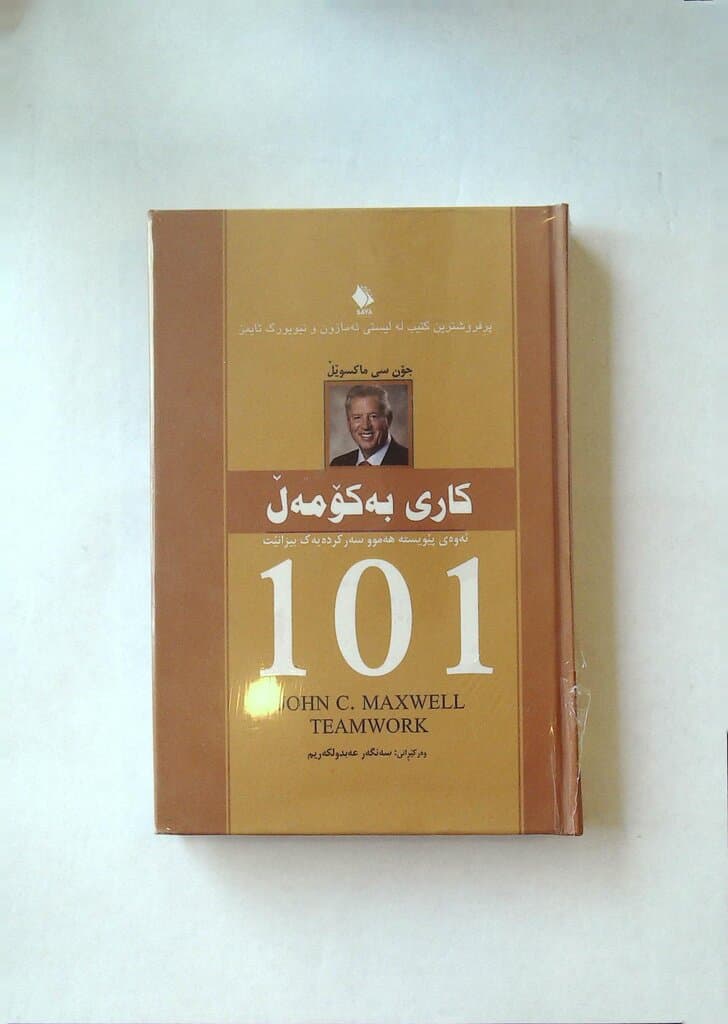 SAYA
پرفرۆشترین کتێب لە لیستی ئەمازۆن و نیویۆرک تایمز
جۆن سی ماکسوێڵ
کاری بەکۆمەڵ
ئەوەی پێویستە هەموو سەرکردەیەک بیزانێت
101
JOHN C. MAXWELL
TEAMWORK
وەرگێڕانی: سەنگەر عەبدولکەریم